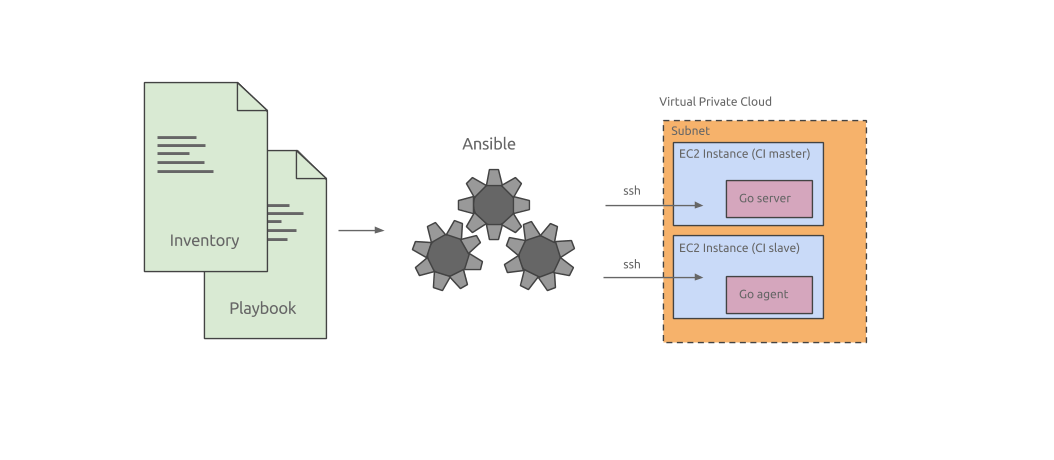 Inventory
Playbook
Ansible
ssh
ssh
Virtual Private Cloud
Subnet
EC2 Instance (CI master)
Go server
EC2 Instance (CI slave)
Go agent